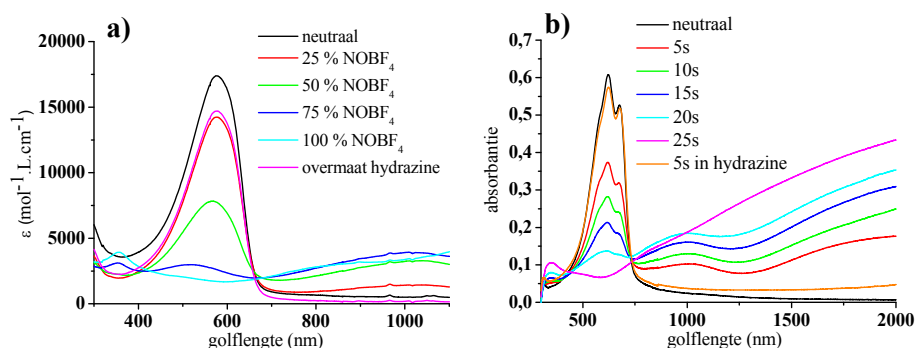 a)
neutraal
25 % NOBF4
50 % NOBF4
75 % NOBF4
100 % NOBF4
overmaat hydrazine
ε (mol⁻¹.L.cm⁻¹)
20000
15000
10000
5000
0
400 600 800 1000
golflengte (nm)
b)
neutraal
5s
10s
15s
20s
25s
5s in hydrazine
absorbantie
0,7
0,6
0,5
0,4
0,3
0,2
0,1
0,0
500 1000 1500 2000
golflengte (nm)